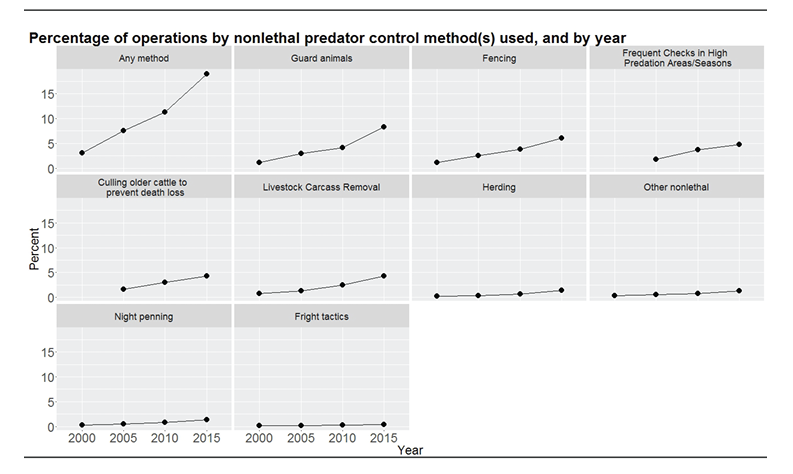 Percentage of operations by nonlethal predator control method(s) used, and by year
Any method
Guard animals
Fencing
Frequent Checks in High
Predation Areas/Seasons
15
10
5
0
Culling older cattle to
prevent death loss
Livestock Carcass Removal
Herding
Other nonlethal
Percent
15
10
5
0
Night penning
Fright tactics
15
10
5
0
2000 2005 2010 2015 2000 2005 2010 2015
Year